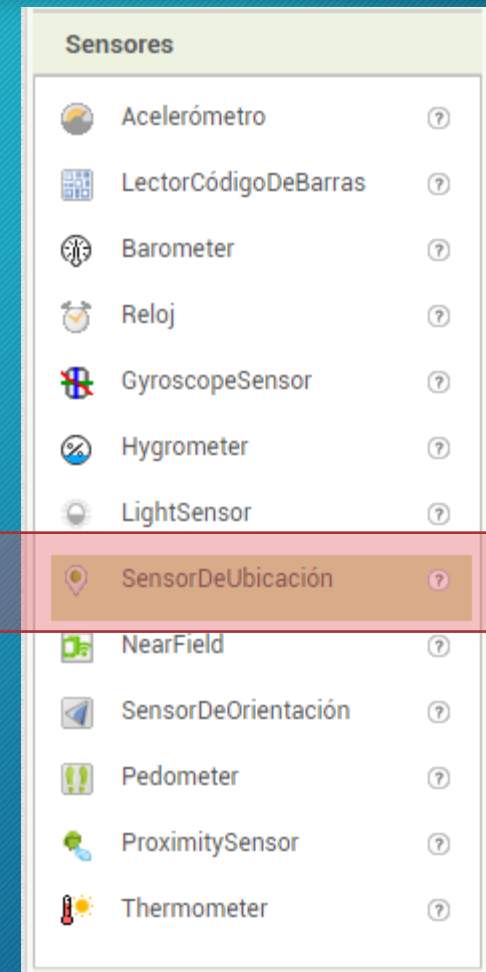 Sensores
Acelerómetro
LectorCódigoDeBarras
Barometer
Reloj
GyroscopeSensor
Hygrometer
LightSensor
SensorDeUbicación
NearField
SensorDeOrientación
Pedometer
ProximitySensor
Thermometer